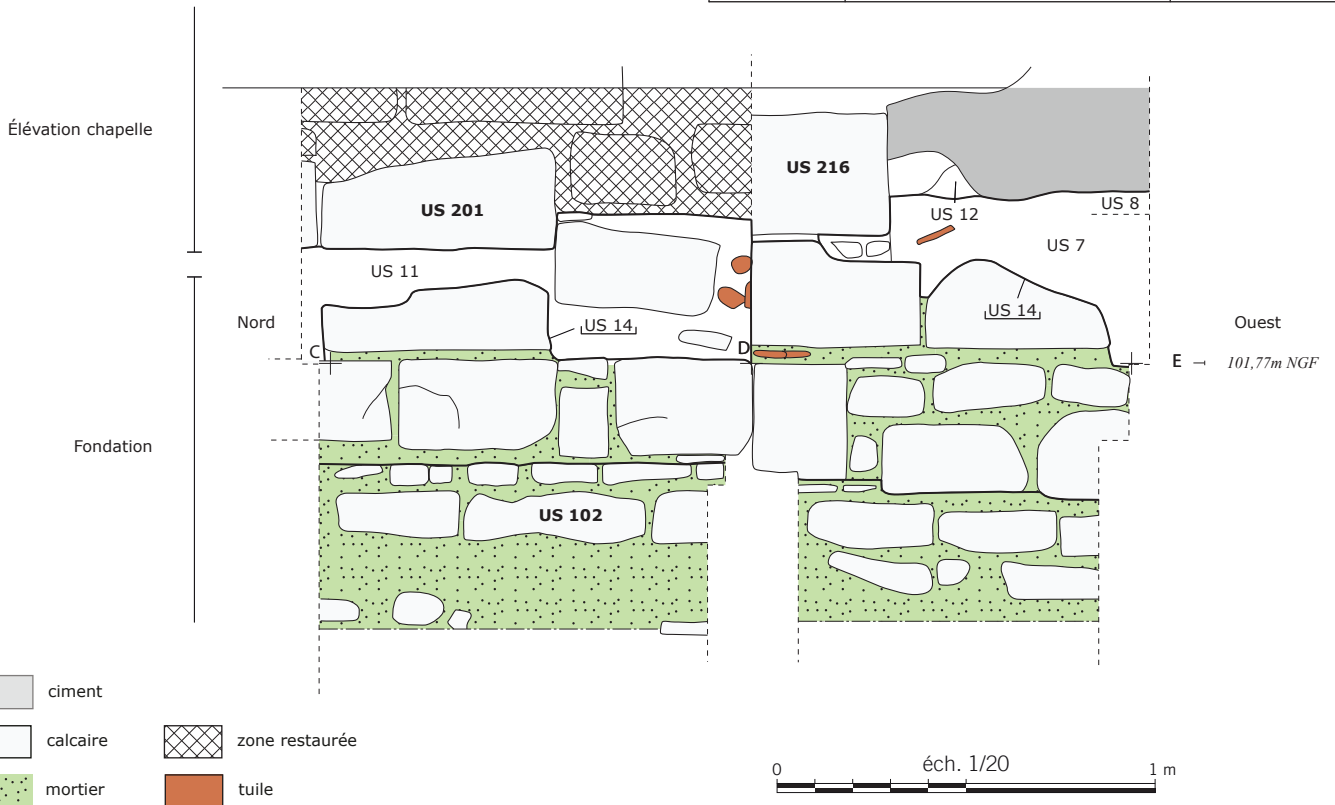 Élévation chapelle
US 216
US 201
US 8
US 12
US 7
US 11
Nord
US 14
US 14
Ouest
C
D
E
101,77m NGF
Fondation
US 102
ciment
calcaire
zone restaurée
mortier
tuile
éch. 1/20
0
1 m